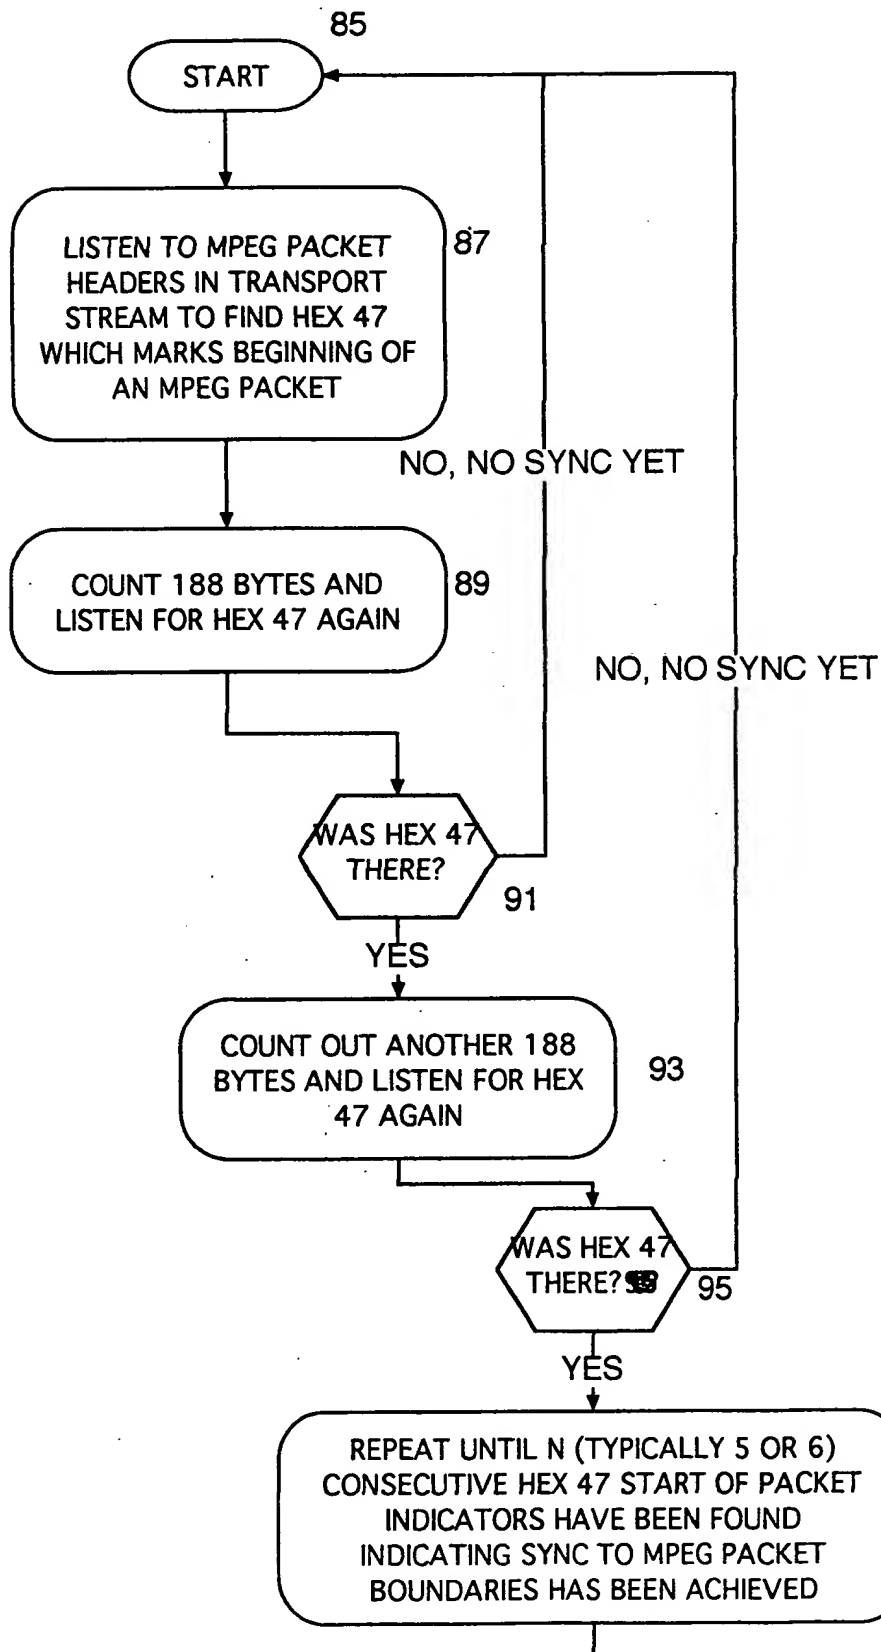 85
START
LISTEN TO MPEG PACKET
HEADERS IN TRANSPORT
STREAM TO FIND HEX 47
WHICH MARKS BEGINNING OF
AN MPEG PACKET
87
NO, NO SYNC YET
COUNT 188 BYTES AND
LISTEN FOR HEX 47 AGAIN
89
NO, NO SYNC YET
WAS HEX 47
THERE?
91
YES
COUNT OUT ANOTHER 188
BYTES AND LISTEN FOR HEX
47 AGAIN
93
WAS HEX 47
THERE?
95
YES
REPEAT UNTIL N (TYPICALLY 5 OR 6)
CONSECUTIVE HEX 47 START OF PACKET
INDICATORS HAVE BEEN FOUND
INDICATING SYNC TO MPEG PACKET
BOUNDARIES HAS BEEN ACHIEVED